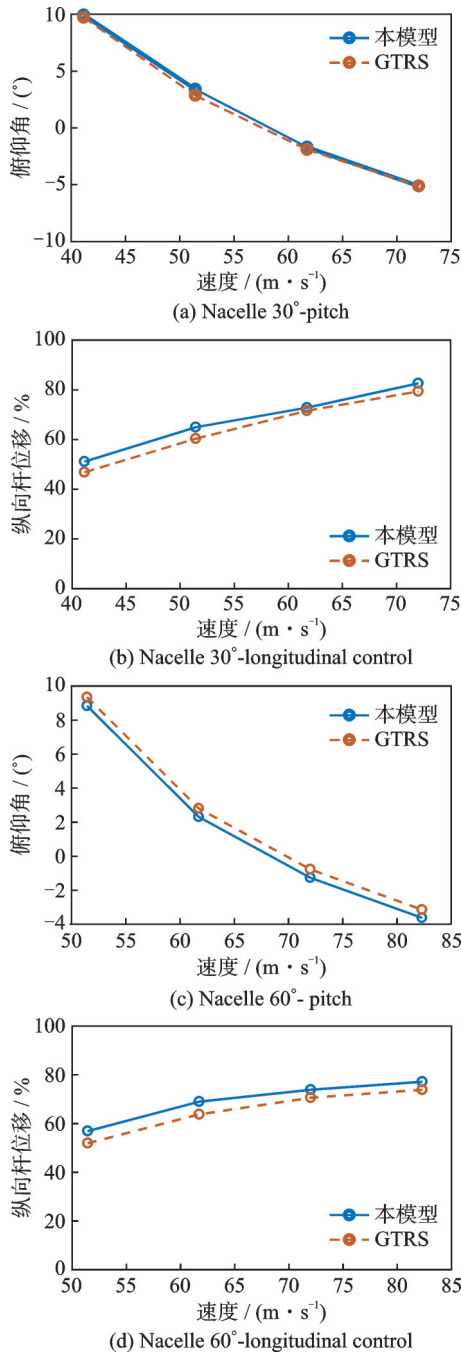 10
5
0
−5
−10
俯仰角 / (°)
本模型
GTRS
40 45 50 55 60 65 70 75
速度 / (m · s⁻¹)
(a) Nacelle 30°-pitch
100
80
60
40
20
0
纵向杆位移 / %
本模型
GTRS
40 45 50 55 60 65 70 75
速度 / (m · s⁻¹)
(b) Nacelle 30°-longitudinal control
10
8
6
4
2
0
−2
−4
俯仰角 / (°)
本模型
GTRS
50 55 60 65 70 75 80 85
速度 / (m · s⁻¹)
(c) Nacelle 60°- pitch
100
80
60
40
20
0
纵向杆位移 / %
本模型
GTRS
50 55 60 65 70 75 80 85
速度 / (m · s⁻¹)
(d) Nacelle 60°-longitudinal control